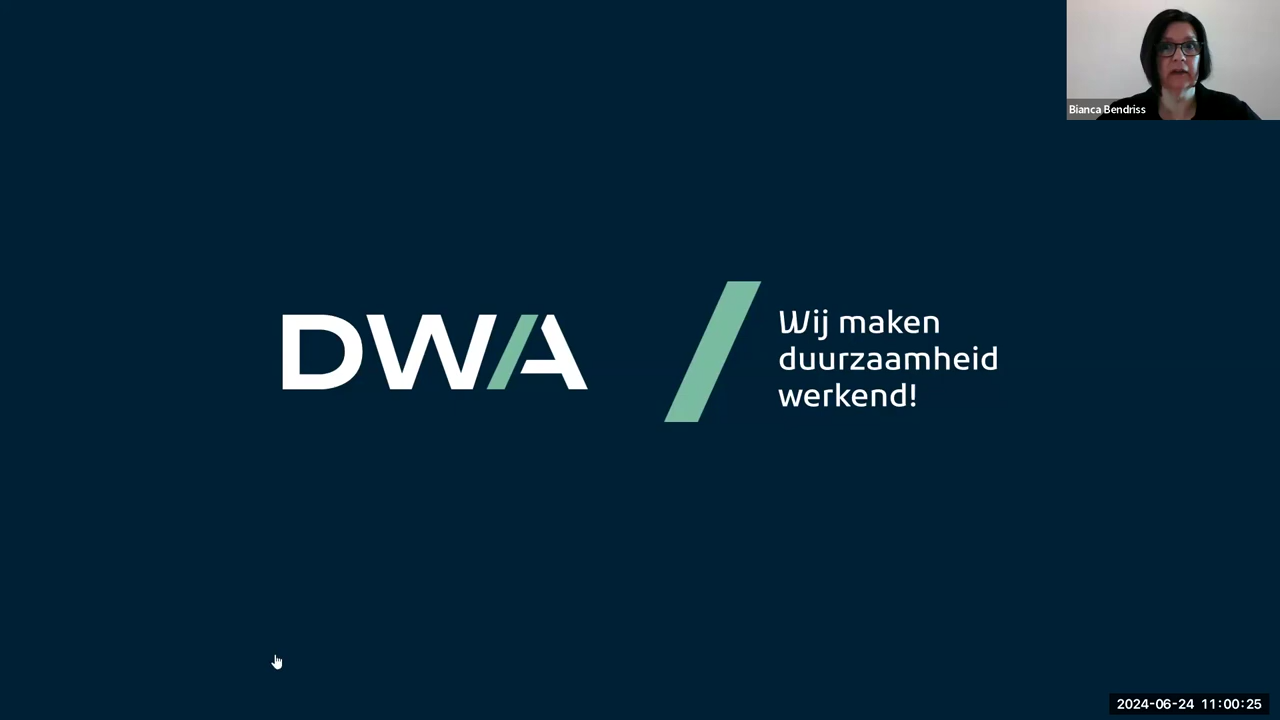 Bianca Bendriss
DWA
Wij maken
duurzaamheid
werkend!
2024-06-24 11:00:25